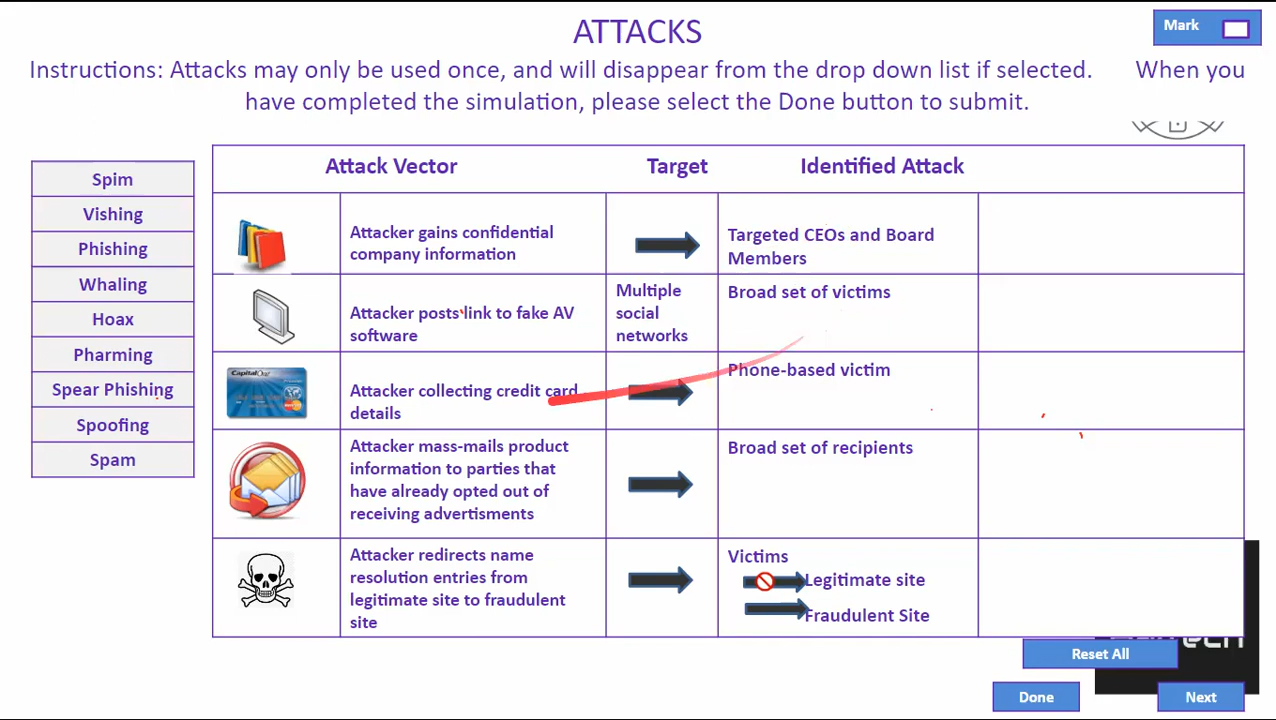 ATTACKS
Mark
Instructions: Attacks may only be used once, and will disappear from the drop down list if selected. When you
have completed the simulation, please select the Done button to submit.
Spim
Vishing
Phishing
Whaling
Hoax
Pharming
Spear Phishing
Spoofing
Spam
Attack Vector Target Identified Attack
Attacker gains confidential
company information
Targeted CEOs and Board
Members
Attacker posts link to fake AV
software
Multiple
social
networks
Broad set of victims
CapitalOne
Attacker collecting credit card
details
Phone-based victim
Attacker mass-mails product
information to parties that
have already opted out of
receiving advertisments
Broad set of recipients
Attacker redirects name
resolution entries from
legitimate site to fraudulent
site
Victims
Legitimate site
Fraudulent Site
Reset All
Done
Next